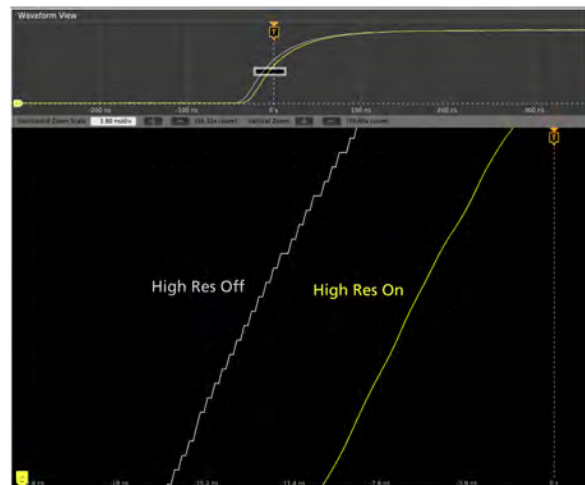 Waveform View
T
-200 ns
-100 ns
0 s
100 ns
200 ns
300 ns
Horizontal Zoom Scale 3.80 ns/div
Vertical Zoom
T
High Res Off
High Res On
-19 ns
-15.2 ns
-11.4 ns
-7.6 ns
-3.8 ns
0 s